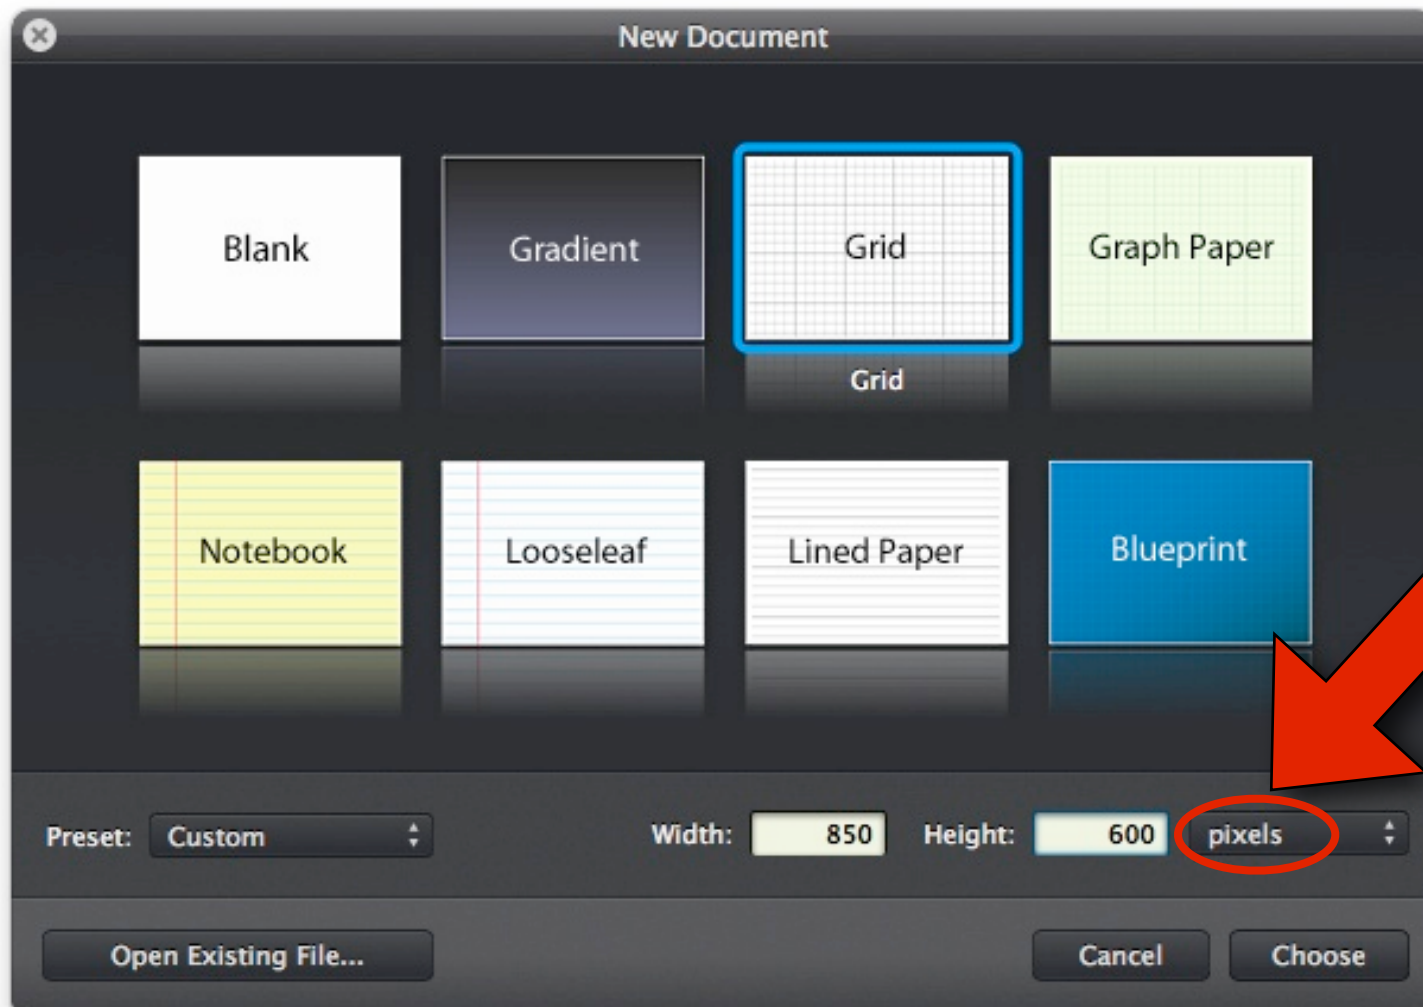 New Document
Blank
Gradient
Grid
Graph Paper
Grid
Notebook
Looseleaf
Lined Paper
Blueprint
Preset: Custom Width: 850 Height: 600 pixels
Open Existing File... Cancel Choose